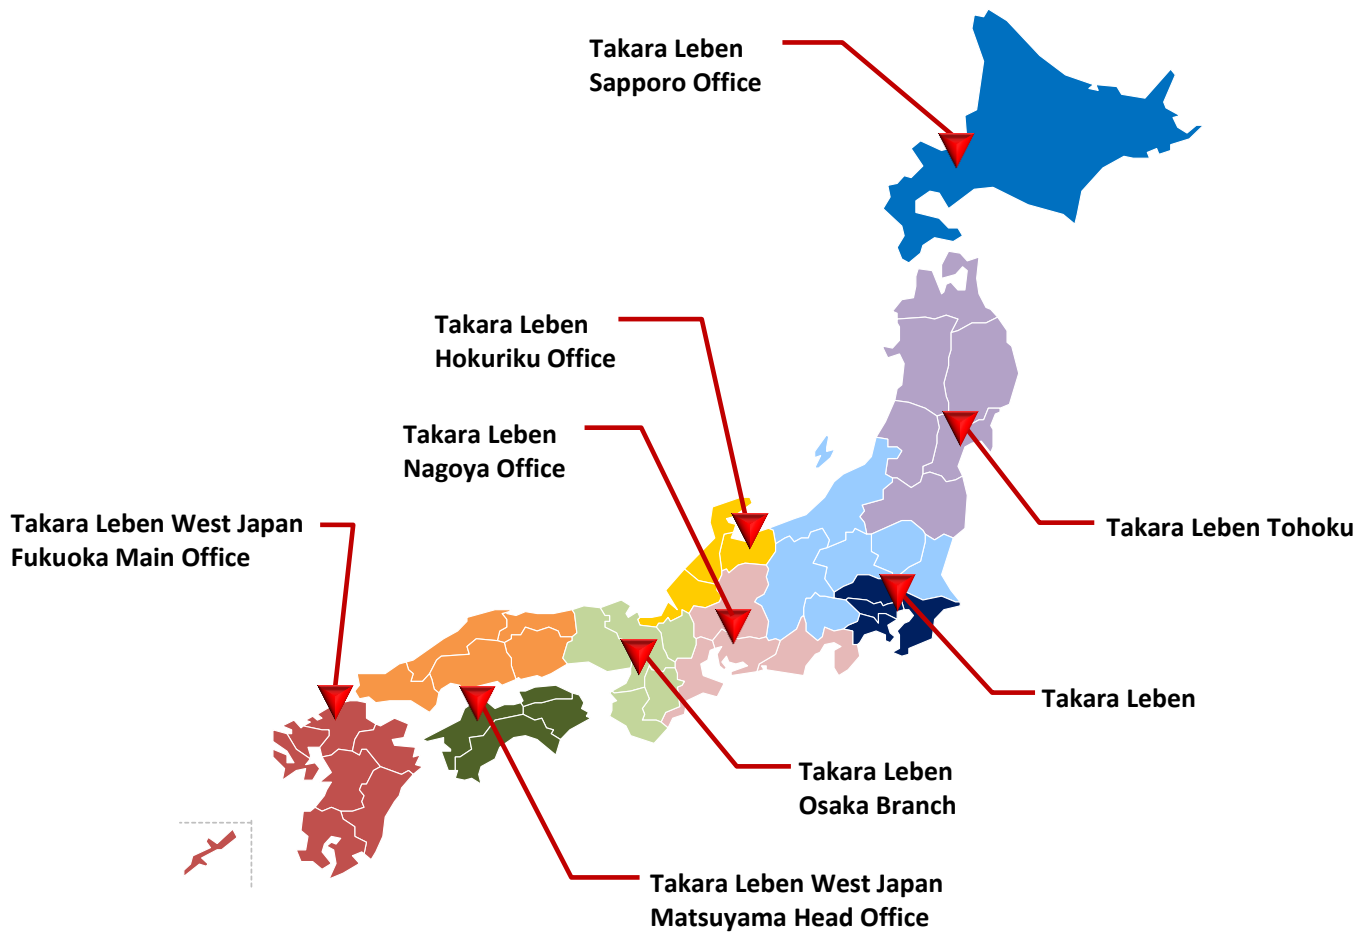 Takara Leben
Sapporo Office
Takara Leben
Hokuriku Office
Takara Leben
Nagoya Office
Takara Leben West Japan
Fukuoka Main Office
Takara Leben Tohoku
Takara Leben
Takara Leben
Osaka Branch
Takara Leben West Japan
Matsuyama Head Office